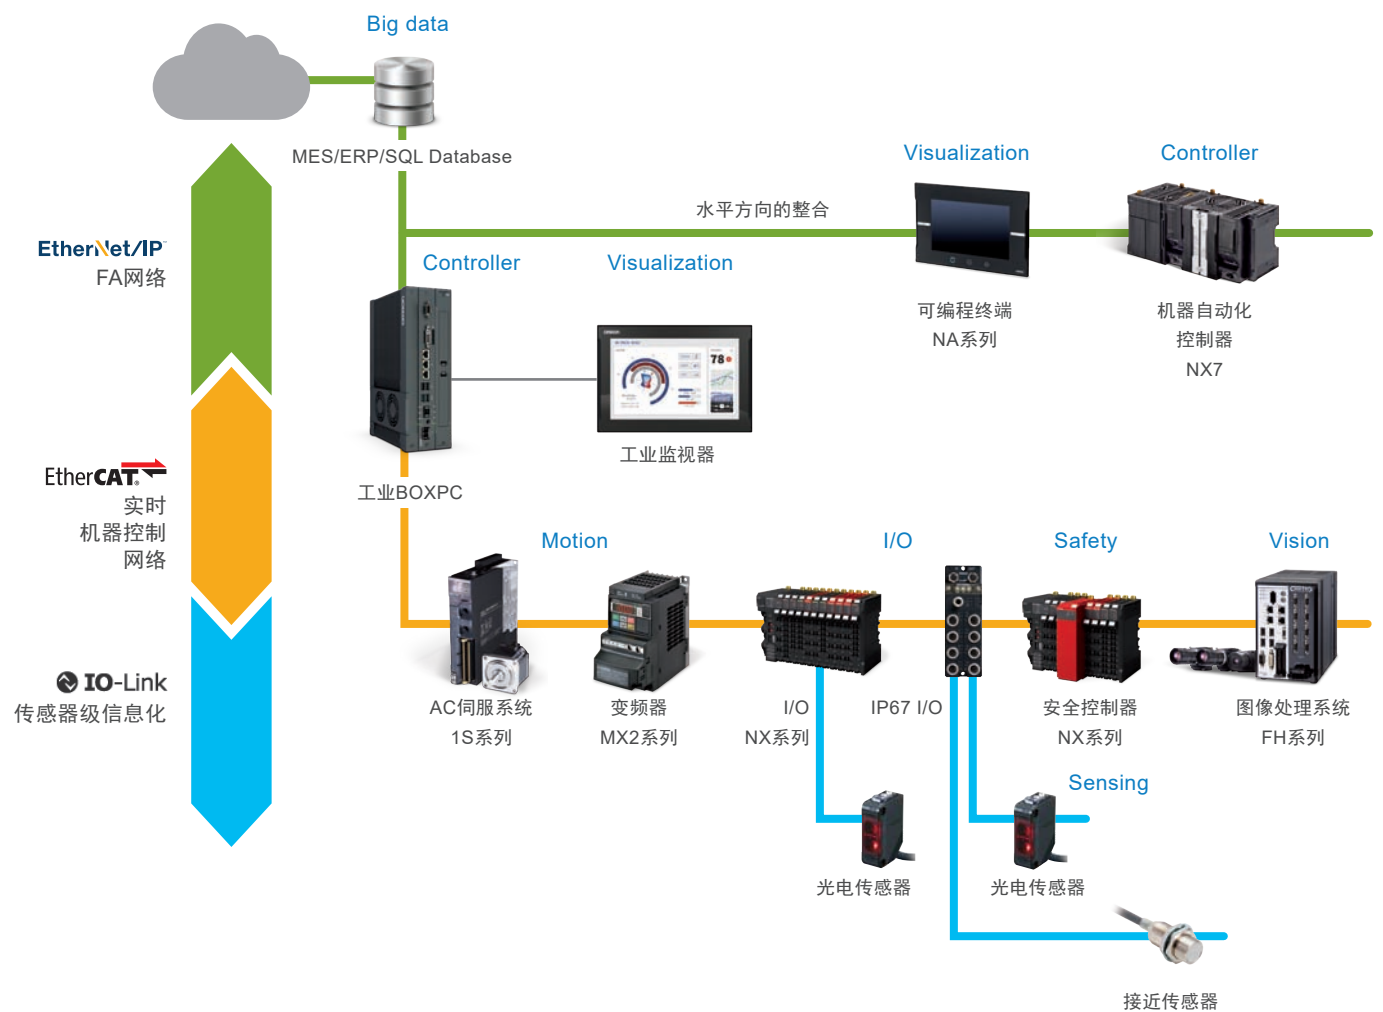 Big data
MES/ERP/SQL Database
Visualization
Controller
水平方向的整合
EtherNet/IP
FA网络
Controller
Visualization
可编程终端
NA系列
机器自动化
控制器
NX7
78
工业监视器
EtherCAT
实时
机器控制
网络
工业BOXPC
Motion
I/O
Safety
Vision
IO-Link
传感器级信息化
AC伺服系统
1S系列
变频器
MX2系列
I/O
NX系列
IP67 I/O
安全控制器
NX系列
图像处理系统
FH系列
Sensing
光电传感器
光电传感器
接近传感器